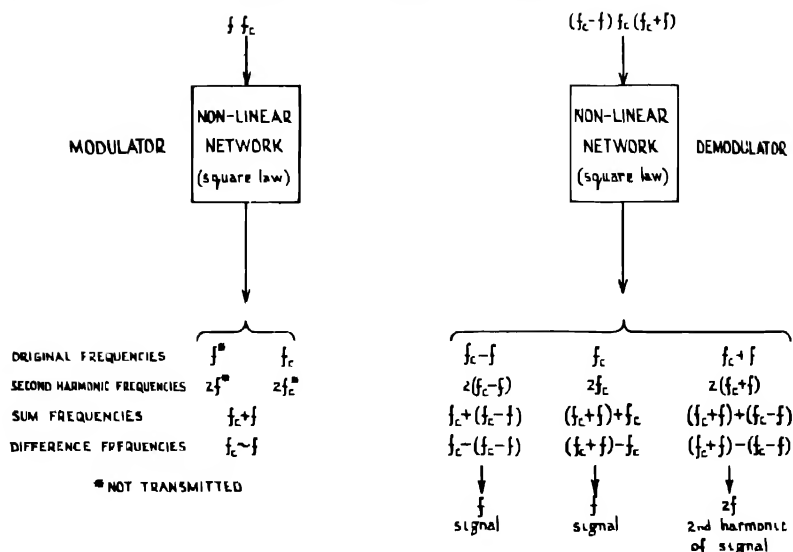 f f_c
NON-LINEAR
NETWORK
(square law)
MODULATOR
(f_c-f) f_c (f_c+f)
NON-LINEAR
NETWORK
(square law)
DEMODULATOR
ORIGINAL FREQUENCIES f* f_c f_c-f f_c f_c+f
SECOND HARMONIC FREQUENCIES 2f* 2f_c* 2(f_c-f) 2f_c 2(f_c+f)
SUM FREQUENCIES f_c+f f_c+(f_c-f) (f_c+f)+f_c (f_c+f)+(f_c-f)
DIFFERENCE FREQUENCIES f_c~f f_c-(f_c-f) (f_c+f)-f_c (f_c+f)-(f_c-f)
*NOT TRANSMITTED
f
signal
f
signal
2f
2nd harmonic
of signal